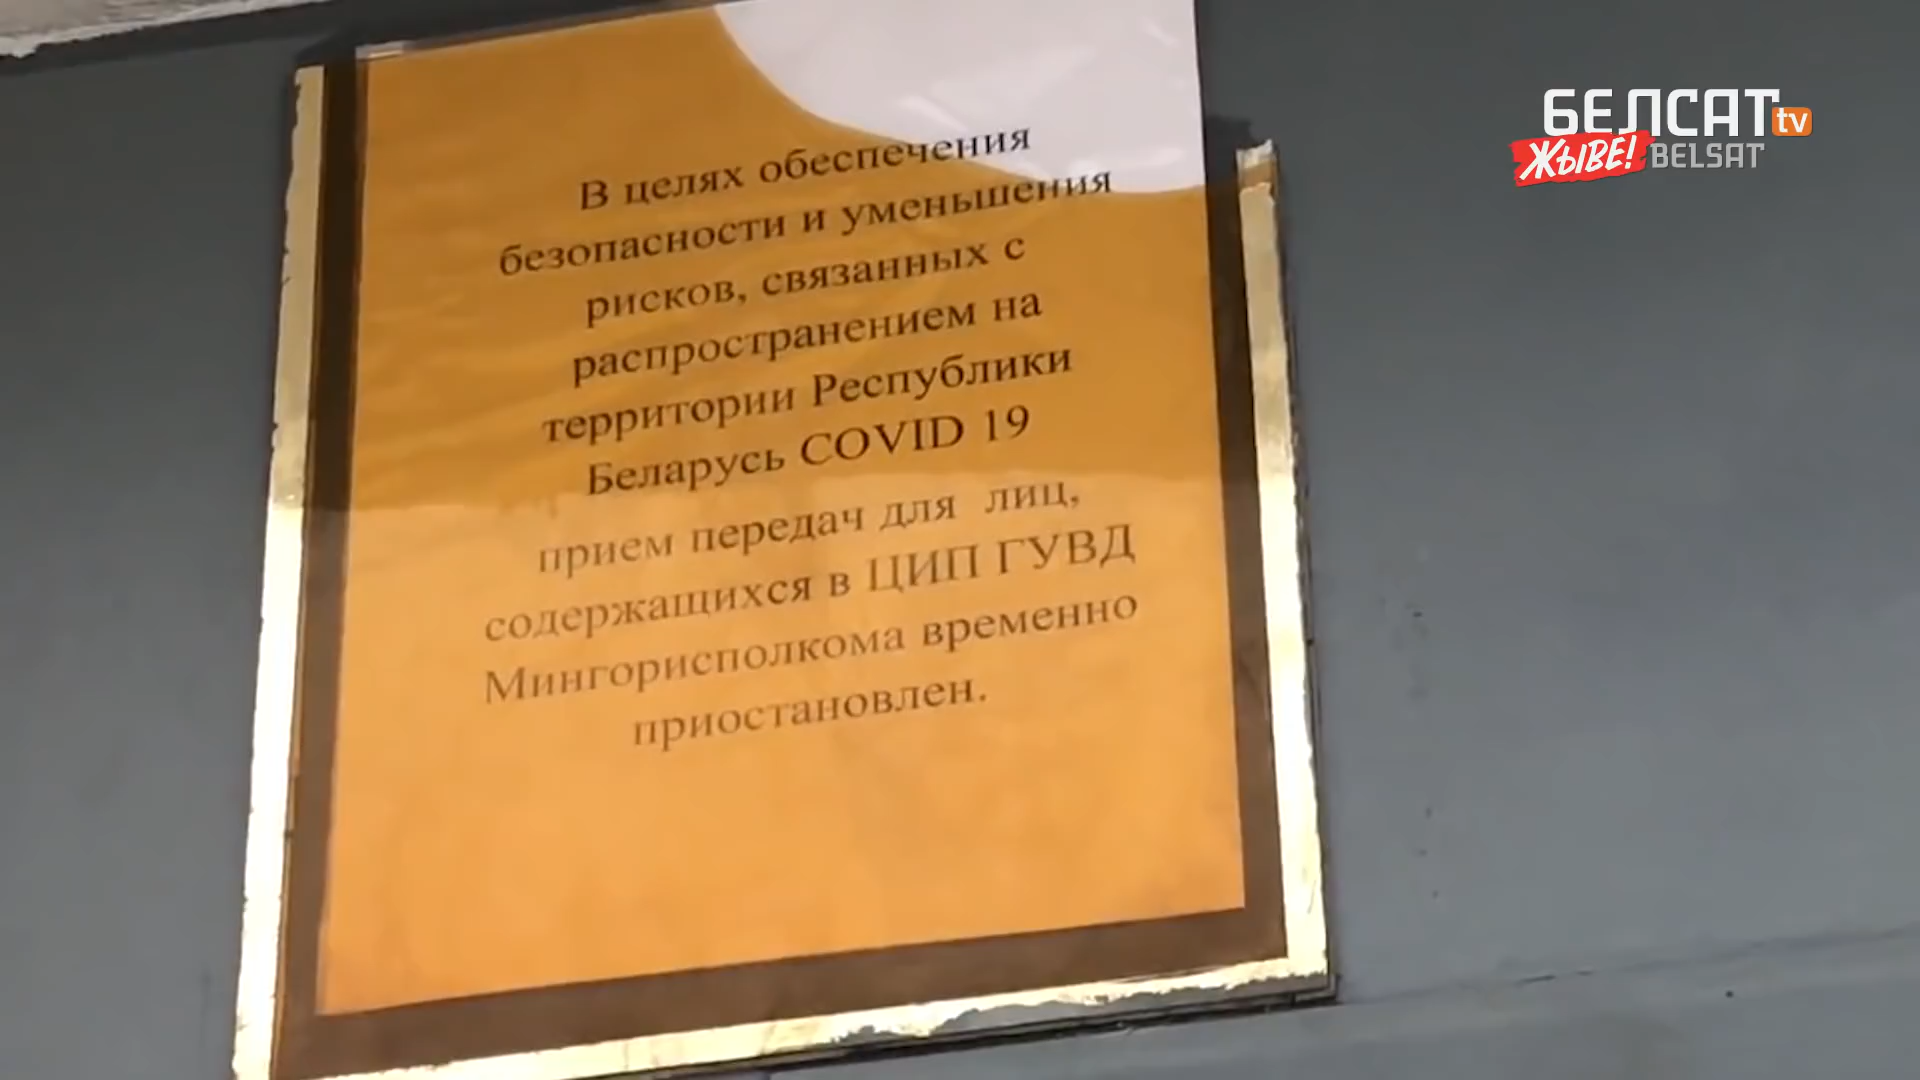 БЕЛСАТ tv
ЖЫВЕ! BELSAT
В целях обеспечения
безопасности и уменьшения
рисков, связанных с
распространением на
территории Республики
Беларусь COVID 19
прием передач для лиц,
содержащихся в ЦИП ГУВД
Мингорисполкома временно
приостановлен.